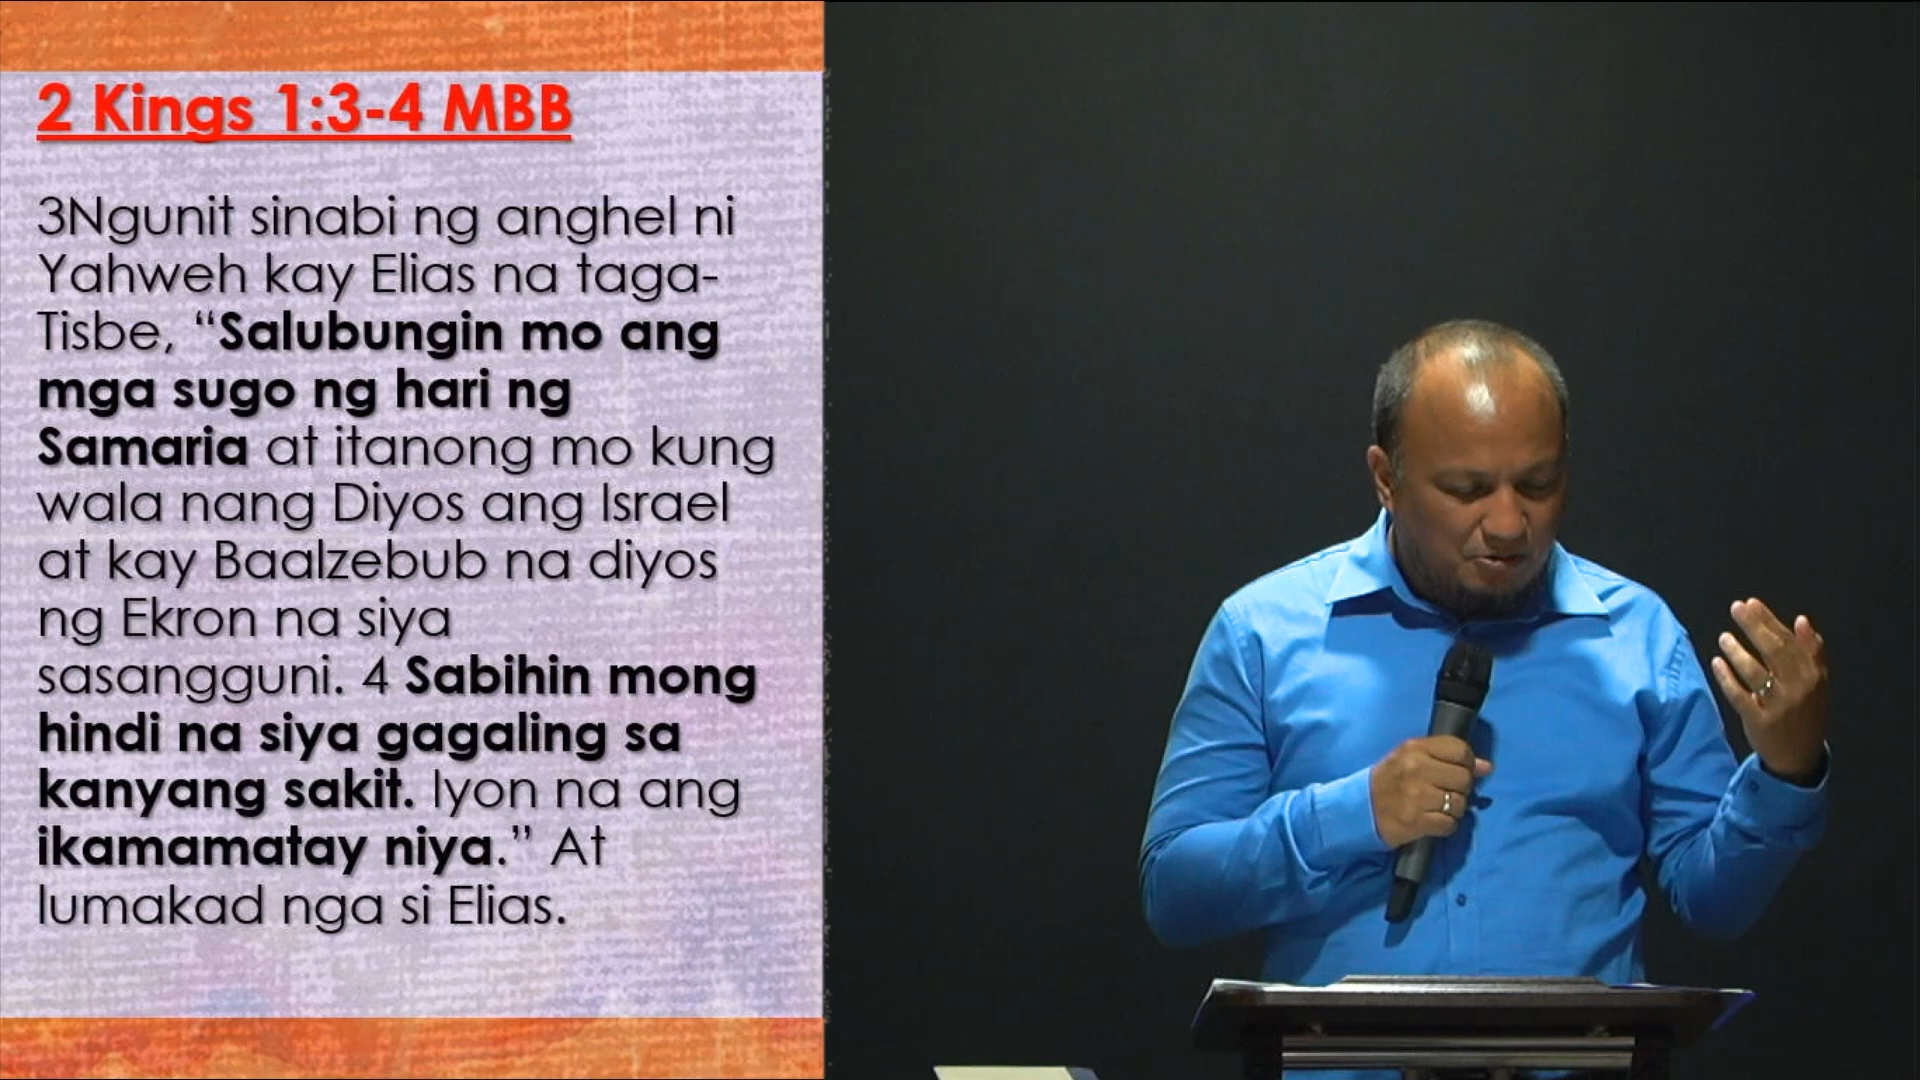 2 Kings 1:3-4 MBB
3Ngunit sinabi ng anghel ni
Yahweh kay Elias na taga-
Tisbe, “Salubungin mo ang
mga sugo ng hari ng
Samaria at itanong mo kung
wala nang Diyos ang Israel
at kay Baalzebub na diyos
ng Ekron na siya
sasangguni. 4 Sabihin mong
hindi na siya gagaling sa
kanyang sakit. Iyon na ang
ikamamatay niya.” At
lumakad nga si Elias.